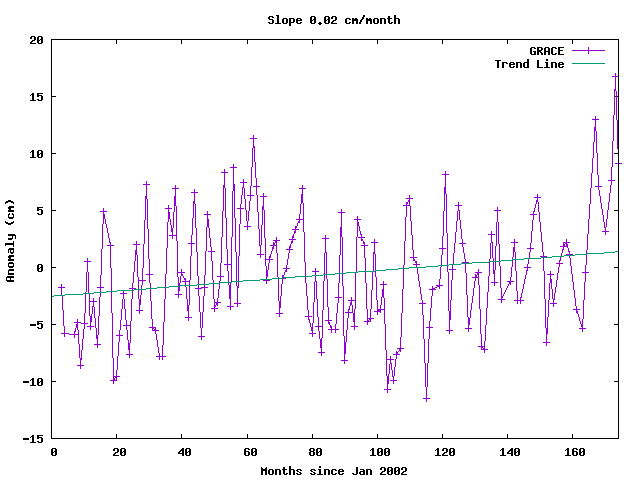 Slope 0.02 cm/month
GRACE
Trend Line
20
15
10
5
0
-5
-10
-15
Anomaly (cm)
0 20 40 60 80 100 120 140 160
Months since Jan 2002